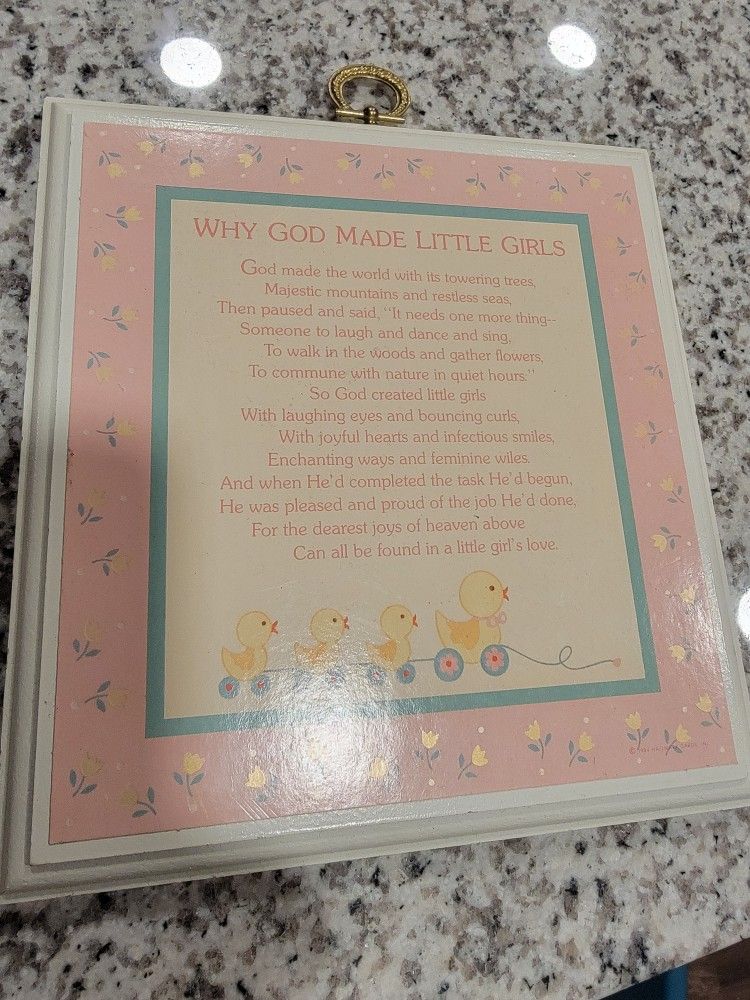 WHY GOD MADE LITTLE GIRLS
God made the world with its towering trees,
Majestic mountains and restless seas,
Then paused and said, "It needs one more thing--
Someone to laugh and dance and sing,
To walk in the woods and gather flowers,
To commune with nature in quiet hours."
So God created little girls
With laughing eyes and bouncing curls,
With joyful hearts and infectious smiles,
Enchanting ways and feminine wiles.
And when He'd completed the task He'd begun,
He was pleased and proud of the job He'd done,
For the dearest joys of heaven above
Can all be found in a little girl's love.